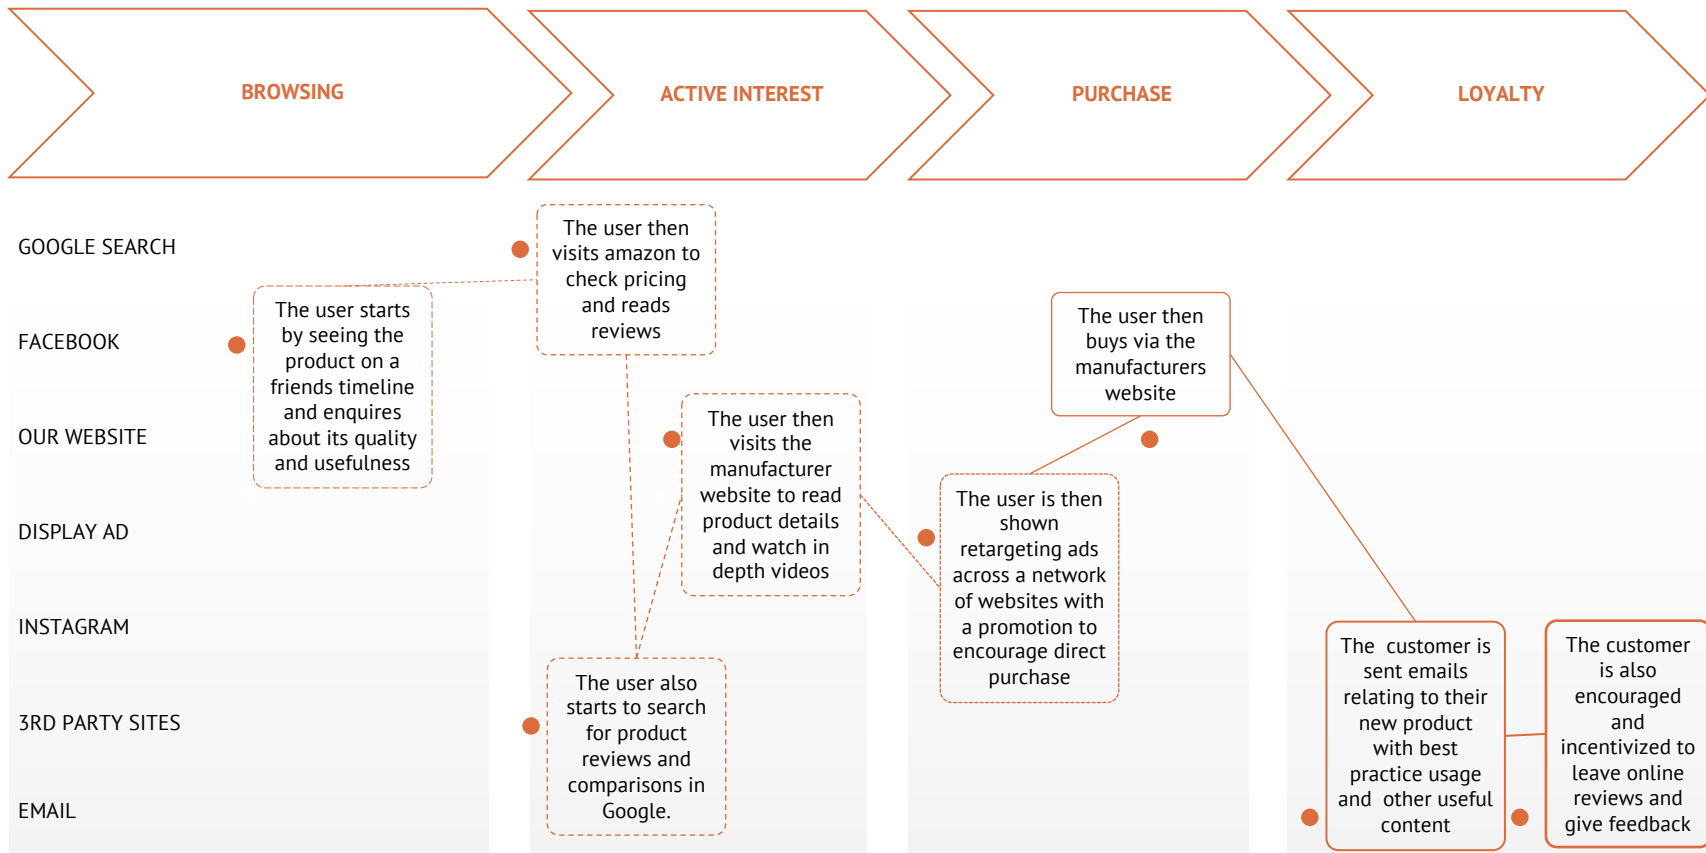 BROWSING
ACTIVE INTEREST
PURCHASE
LOYALTY
GOOGLE SEARCH
FACEBOOK
OUR WEBSITE
DISPLAY AD
INSTAGRAM
3RD PARTY SITES
EMAIL
The user starts
by seeing the
product on a
friends timeline
and enquires
about its quality
and usefulness
The user then
visits amazon to
check pricing
and reads
reviews
The user also
starts to search
for product
reviews and
comparisons in
Google.
The user then
visits the
manufacturer
website to read
product details
and watch in
depth videos
The user is then
shown
retargeting ads
across a network
of websites with
a promotion to
encourage direct
purchase
The user then
buys via the
manufacturers
website
The customer is
sent emails
relating to their
new product
with best
practice usage
and other useful
content
The customer
is also
encouraged
and
incentivized to
leave online
reviews and
give feedback